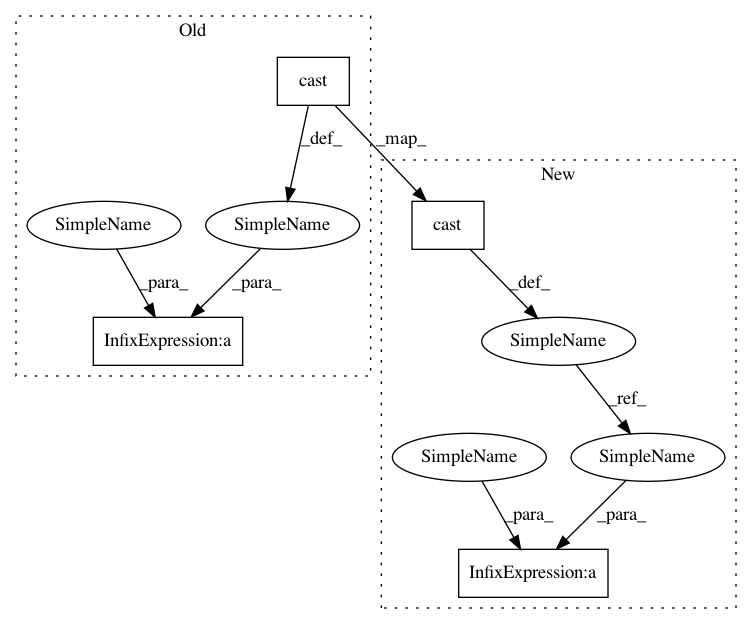 Old
cast
_def_
_map_
New
SimpleName
SimpleName
cast
_para_
_para_
_def_
InfixExpression:a
SimpleName
_ref_
SimpleName
SimpleName
_para_
_para_
InfixExpression:a